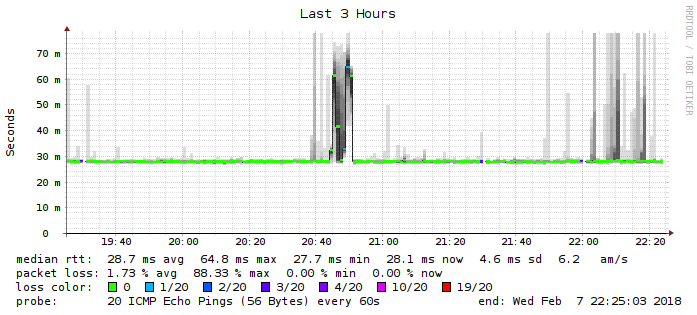 Last 3 Hours
RRDTOOL / TOBI OETIKER
Seconds
70 m
60 m
50 m
40 m
30 m
20 m
10 m
0
19:40 20:00 20:20 20:40 21:00 21:20 21:40 22:00 22:20
median rtt: 28.7 ms avg 64.8 ms max 27.7 ms min 28.1 ms now 4.6 ms sd 6.2 am/s
packet loss: 1.73 % avg 88.33 % max 0.00 % min 0.00 % now
loss color: 0 1/20 2/20 3/20 4/20 10/20 19/20
probe: 20 ICMP Echo Pings (56 Bytes) every 60s end: Wed Feb 7 22:25:03 2018